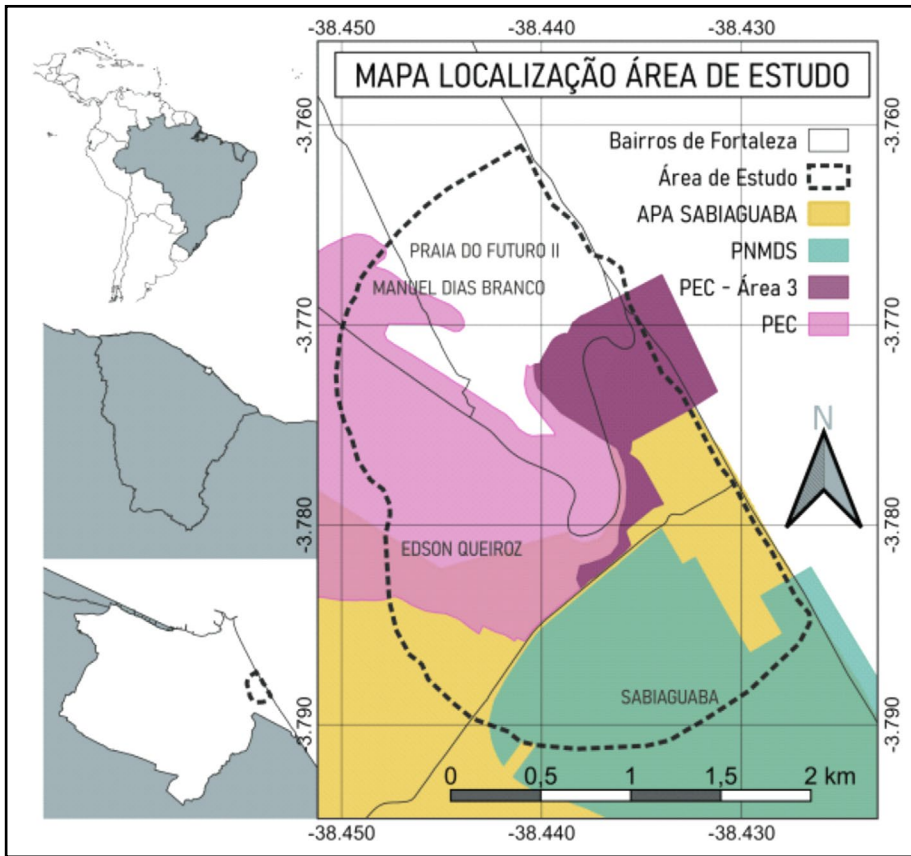 -38.450
-38.440
-38.430
MAPA LOCALIZAÇÃO ÁREA DE ESTUDO
-3.760
-3.760
Bairros de Fortaleza
Área de Estudo
APA SABIAGUABA
PNMDS
PEC - Área 3
PEC
PRAIA DO FUTURO II
MANUEL DIAS BRANCO
-3.770
-3.770
N
-3.780
-3.780
EDSON QUEIROZ
SABIAGUABA
-3.790
-3.790
0 0,5 1 1,5 2 km
-38.450
-38.440
-38.430